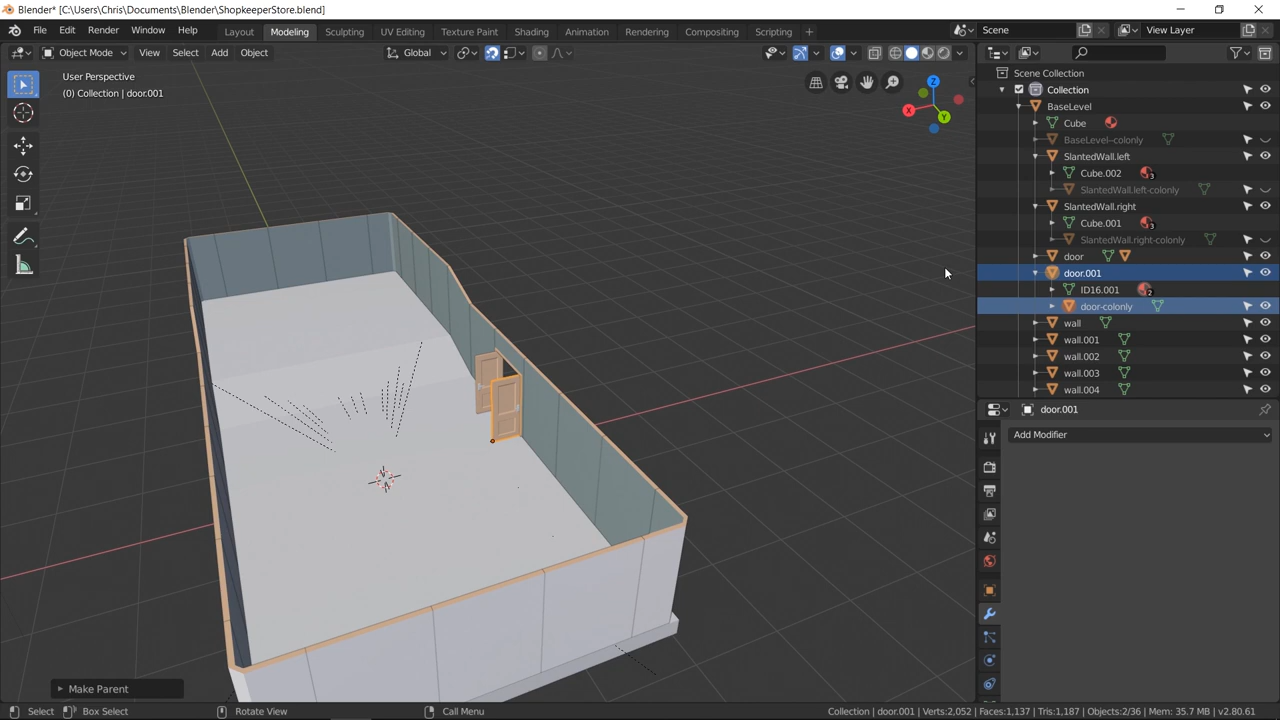 Blender* [C:\Users\Chris\Documents\Blender\ShopkeeperStore.blend]
File Edit Render Window Help Layout Modeling Sculpting UV Editing Texture Paint Shading Animation Rendering Compositing Scripting + Scene View Layer
Object Mode View Select Add Object Global
User Perspective
(0) Collection | door.001
Z
X
Y
Scene Collection
Collection
BaseLevel
Cube
BaseLevel-colonly
SlantedWall.left
Cube.002 3
SlantedWall.left-colonly
SlantedWall.right
Cube.001 3
SlantedWall.right-colonly
door
door.001
ID16.001 2
door-colonly
wall
wall.001
wall.002
wall.003
wall.004
door.001
Add Modifier
Make Parent
Select Box Select Rotate View Call Menu Collection | door.001 | Verts:2,052 | Faces:1,137 | Tris:1,187 | Objects:2/36 | Mem: 35.7 MB | v2.80.61